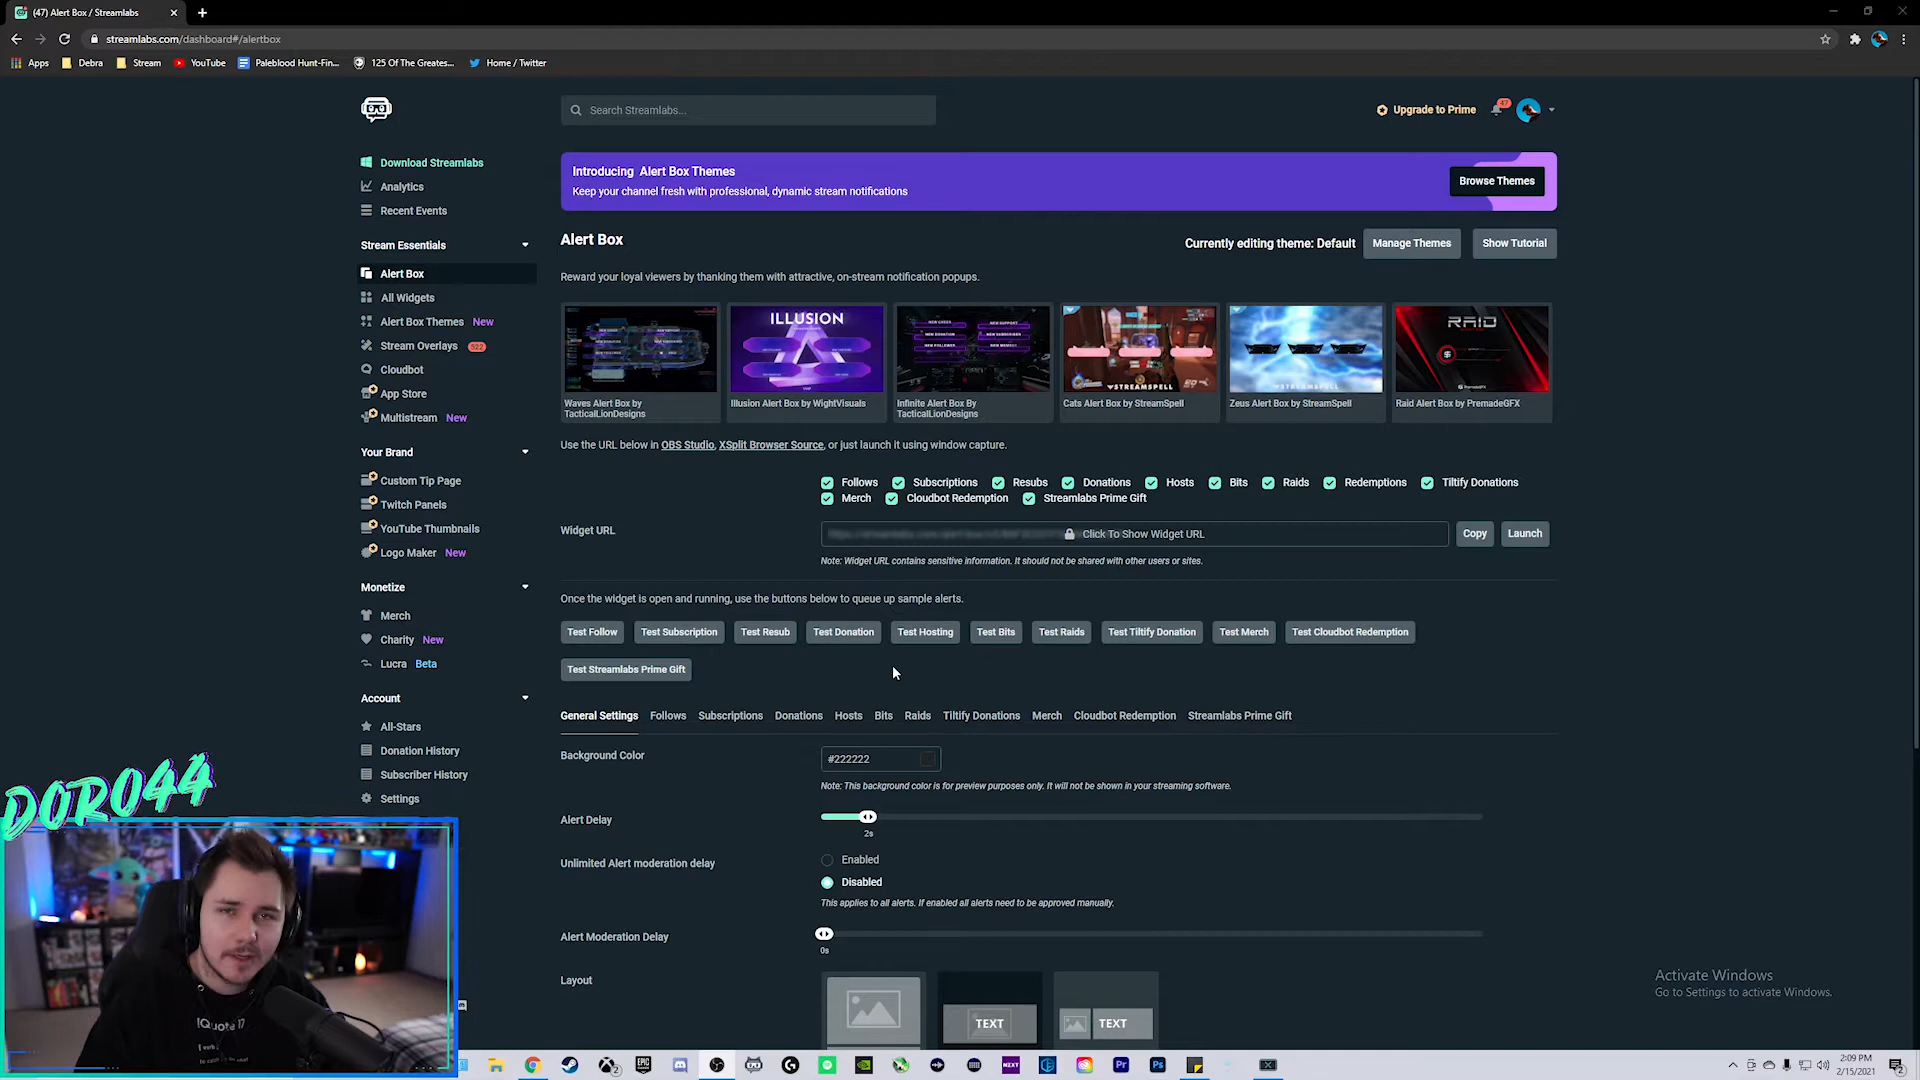 (47) Alert Box / Streamlabs
streamlabs.com/dashboard#/alertbox
Apps
Debra
Stream
YouTube
Paleblood Hunt-Fin...
125 Of The Greates...
Home / Twitter
Search Streamlabs...
Upgrade to Prime
47
Download Streamlabs
Analytics
Recent Events
Stream Essentials
Alert Box
All Widgets
Alert Box Themes New
Stream Overlays 522
Cloudbot
App Store
Multistream New
Your Brand
Custom Tip Page
Twitch Panels
YouTube Thumbnails
Logo Maker New
Monetize
Merch
Charity New
Lucra Beta
Account
All-Stars
Donation History
Subscriber History
Settings
Introducing Alert Box Themes
Keep your channel fresh with professional, dynamic stream notifications
Browse Themes
Alert Box
Currently editing theme: Default
Manage Themes
Show Tutorial
Reward your loyal viewers by thanking them with attractive, on-stream notification popups.
ILLUSION
STREAMSPELL
STREAMSPELL
RAID
PremadeGFX
Waves Alert Box by TacticalLionDesigns
Illusion Alert Box by WightVisuals
Infinite Alert Box By TacticalLionDesigns
Cats Alert Box by StreamSpell
Zeus Alert Box by StreamSpell
Raid Alert Box by PremadeGFX
Use the URL below in OBS Studio, XSplit Browser Source, or just launch it using window capture.
Follows Subscriptions Resubs Donations Hosts Bits Raids Redemptions Tiltify Donations
Merch Cloudbot Redemption Streamlabs Prime Gift
Widget URL
Click To Show Widget URL
Copy
Launch
Note: Widget URL contains sensitive information. It should not be shared with other users or sites.
Once the widget is open and running, use the buttons below to queue up sample alerts.
Test Follow Test Subscription Test Resub Test Donation Test Hosting Test Bits Test Raids Test Tiltify Donation Test Merch Test Cloudbot Redemption
Test Streamlabs Prime Gift
General Settings Follows Subscriptions Donations Hosts Bits Raids Tiltify Donations Merch Cloudbot Redemption Streamlabs Prime Gift
Background Color
#222222
Note: This background color is for preview purposes only. It will not be shown in your streaming software.
Alert Delay
2s
Unlimited Alert moderation delay
Enabled
Disabled
This applies to all alerts. If enabled all alerts need to be approved manually.
Alert Moderation Delay
0s
Layout
TEXT
TEXT
DORO44
IQuote 17
Activate Windows
Go to Settings to activate Windows.
EPIC
NZXT
Pr
Ps
2:09 PM
2/15/2021